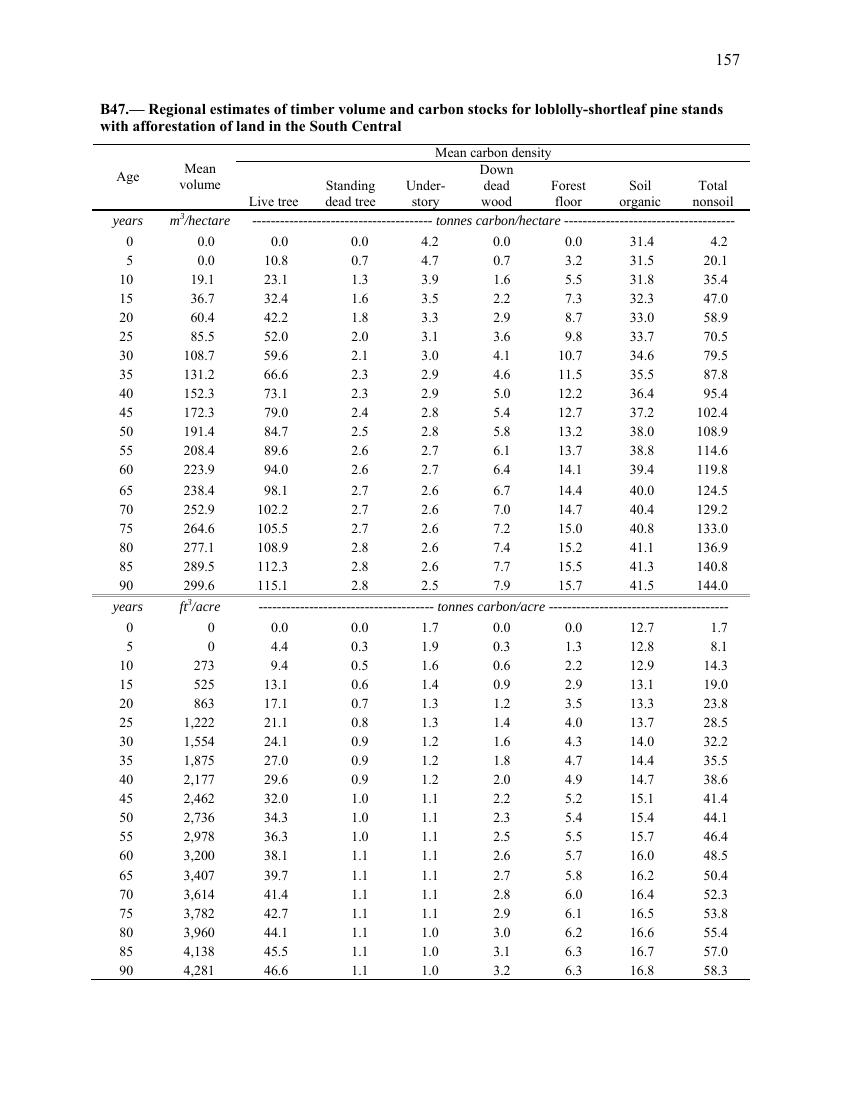 157
B47.— Regional estimates of timber volume and carbon stocks for loblolly-shortleaf pine stands
with afforestation of land in the South Central
Age Mean volume Mean carbon density
Live tree Standing dead tree Under-story Down dead wood Forest floor Soil organic Total nonsoil
years m³/hectare --------------------------------------- tonnes carbon/hectare -------------------------------------
0 0.0 0.0 0.0 4.2 0.0 0.0 31.4 4.2
5 0.0 10.8 0.7 4.7 0.7 3.2 31.5 20.1
10 19.1 23.1 1.3 3.9 1.6 5.5 31.8 35.4
15 36.7 32.4 1.6 3.5 2.2 7.3 32.3 47.0
20 60.4 42.2 1.8 3.3 2.9 8.7 33.0 58.9
25 85.5 52.0 2.0 3.1 3.6 9.8 33.7 70.5
30 108.7 59.6 2.1 3.0 4.1 10.7 34.6 79.5
35 131.2 66.6 2.3 2.9 4.6 11.5 35.5 87.8
40 152.3 73.1 2.3 2.9 5.0 12.2 36.4 95.4
45 172.3 79.0 2.4 2.8 5.4 12.7 37.2 102.4
50 191.4 84.7 2.5 2.8 5.8 13.2 38.0 108.9
55 208.4 89.6 2.6 2.7 6.1 13.7 38.8 114.6
60 223.9 94.0 2.6 2.7 6.4 14.1 39.4 119.8
65 238.4 98.1 2.7 2.6 6.7 14.4 40.0 124.5
70 252.9 102.2 2.7 2.6 7.0 14.7 40.4 129.2
75 264.6 105.5 2.7 2.6 7.2 15.0 40.8 133.0
80 277.1 108.9 2.8 2.6 7.4 15.2 41.1 136.9
85 289.5 112.3 2.8 2.6 7.7 15.5 41.3 140.8
90 299.6 115.1 2.8 2.5 7.9 15.7 41.5 144.0
years ft³/acre -------------------------------------- tonnes carbon/acre ---------------------------------------
0 0 0.0 0.0 1.7 0.0 0.0 12.7 1.7
5 0 4.4 0.3 1.9 0.3 1.3 12.8 8.1
10 273 9.4 0.5 1.6 0.6 2.2 12.9 14.3
15 525 13.1 0.6 1.4 0.9 2.9 13.1 19.0
20 863 17.1 0.7 1.3 1.2 3.5 13.3 23.8
25 1,222 21.1 0.8 1.3 1.4 4.0 13.7 28.5
30 1,554 24.1 0.9 1.2 1.6 4.3 14.0 32.2
35 1,875 27.0 0.9 1.2 1.8 4.7 14.4 35.5
40 2,177 29.6 0.9 1.2 2.0 4.9 14.7 38.6
45 2,462 32.0 1.0 1.1 2.2 5.2 15.1 41.4
50 2,736 34.3 1.0 1.1 2.3 5.4 15.4 44.1
55 2,978 36.3 1.0 1.1 2.5 5.5 15.7 46.4
60 3,200 38.1 1.1 1.1 2.6 5.7 16.0 48.5
65 3,407 39.7 1.1 1.1 2.7 5.8 16.2 50.4
70 3,614 41.4 1.1 1.1 2.8 6.0 16.4 52.3
75 3,782 42.7 1.1 1.1 2.9 6.1 16.5 53.8
80 3,960 44.1 1.1 1.0 3.0 6.2 16.6 55.4
85 4,138 45.5 1.1 1.0 3.1 6.3 16.7 57.0
90 4,281 46.6 1.1 1.0 3.2 6.3 16.8 58.3